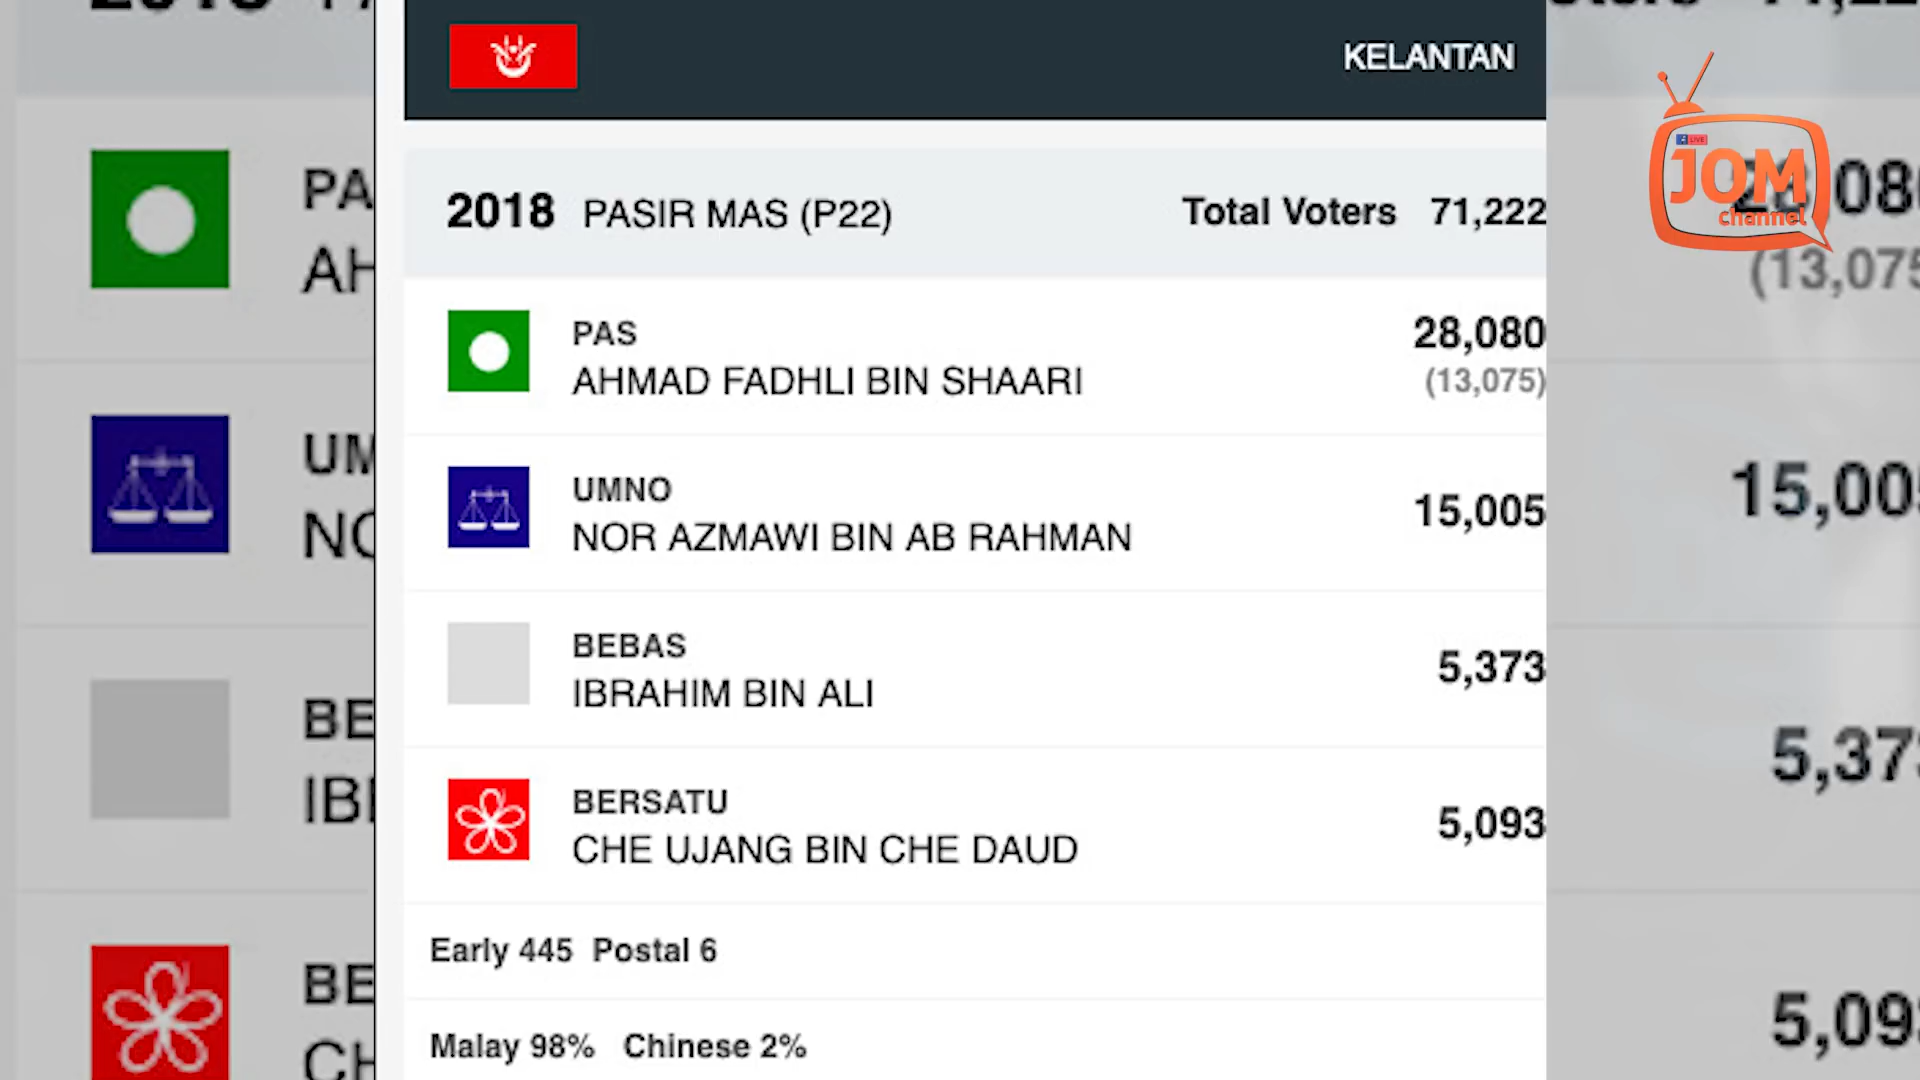 KELANTAN
2018 PASIR MAS (P22) Total Voters 71,222
PAS 28,080
AHMAD FADHLI BIN SHAARI (13,075)
UMNO
NOR AZMAWI BIN AB RAHMAN 15,005
BEBAS
IBRAHIM BIN ALI 5,373
BERSATU
CHE UJANG BIN CHE DAUD 5,093
Early 445 Postal 6
Malay 98% Chinese 2%
LIVE
JOM
channel